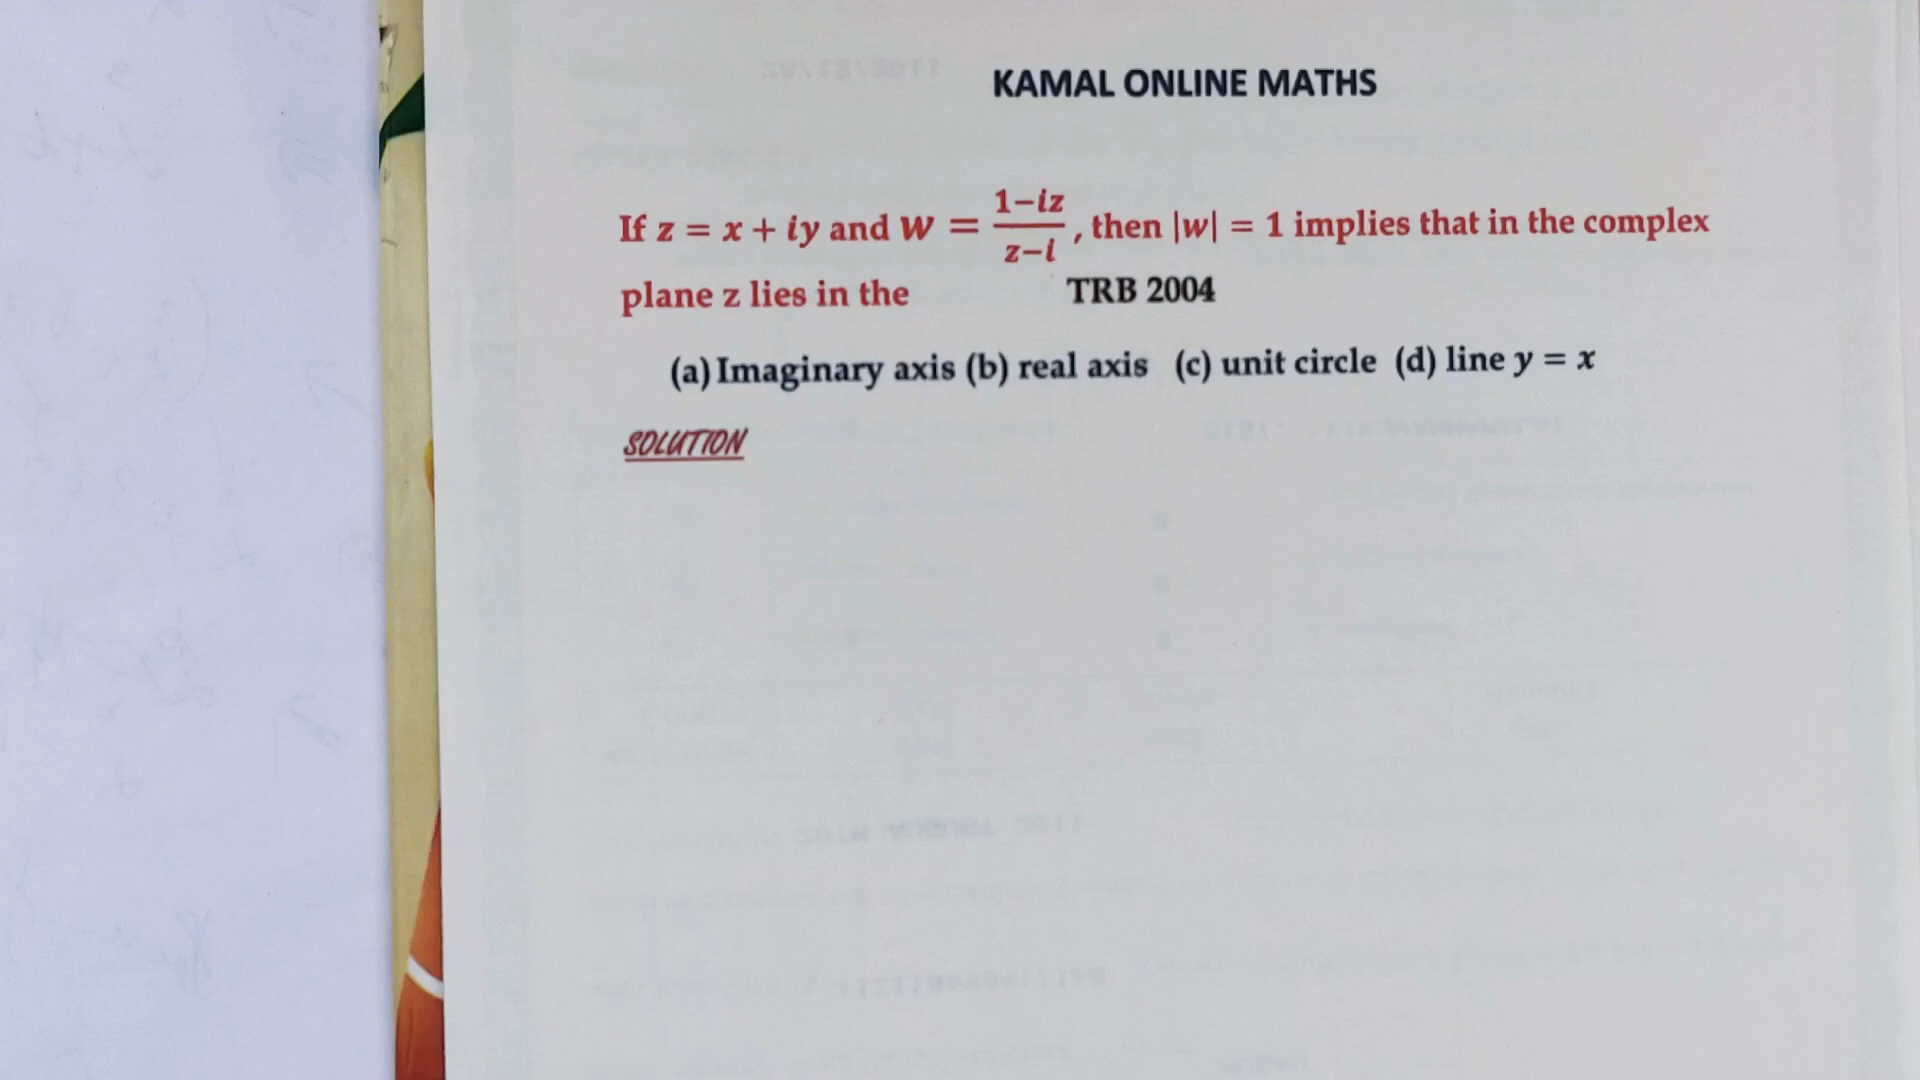 KAMAL ONLINE MATHS
If z = x + iy and W = \frac{1-iz}{z-i}, then |w| = 1 implies that in the complex
plane z lies in the TRB 2004
(a) Imaginary axis (b) real axis (c) unit circle (d) line y = x
SOLUTION